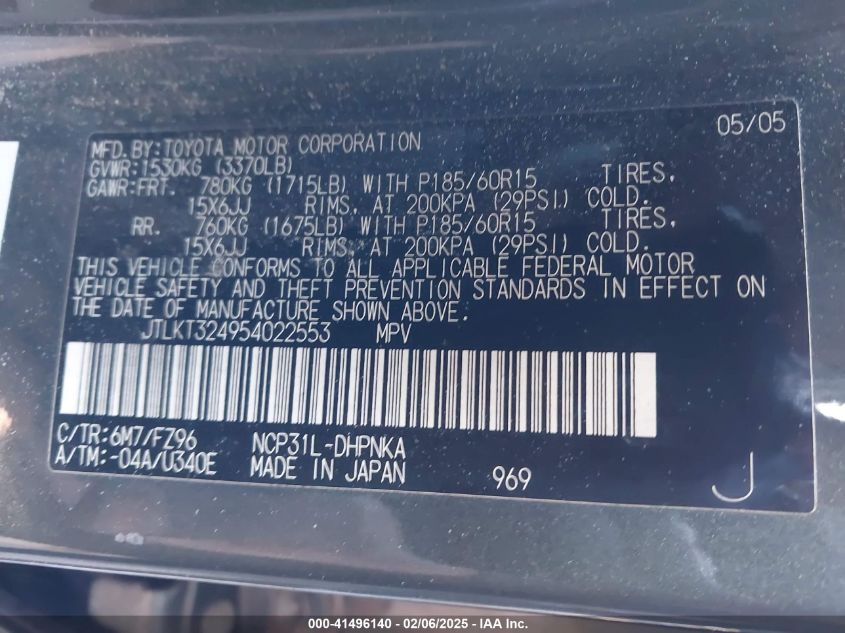 05/05
MFD. BY: TOYOTA MOTOR CORPORATION
GVWR: 1530KG (3370LB)
GAWR: FRT. 780KG (1715LB) WITH P185/60R15 TIRES,
15X6JJ RIMS, AT 200KPA (29PSI) COLD.
RR. 760KG (1675LB) WITH P185/60R15 TIRES,
15X6JJ RIMS, AT 200KPA (29PSI) COLD.
THIS VEHICLE CONFORMS TO ALL APPLICABLE FEDERAL MOTOR
VEHICLE SAFETY AND THEFT PREVENTION STANDARDS IN EFFECT ON
THE DATE OF MANUFACTURE SHOWN ABOVE.
JTLKT324954022553 MPV
C/TR: 6M7/FZ96 NCP31L-DHPNKA
A/TM: -04A/U340E MADE IN JAPAN 969 J
000-41496140 - 02/06/2025 - IAA Inc.